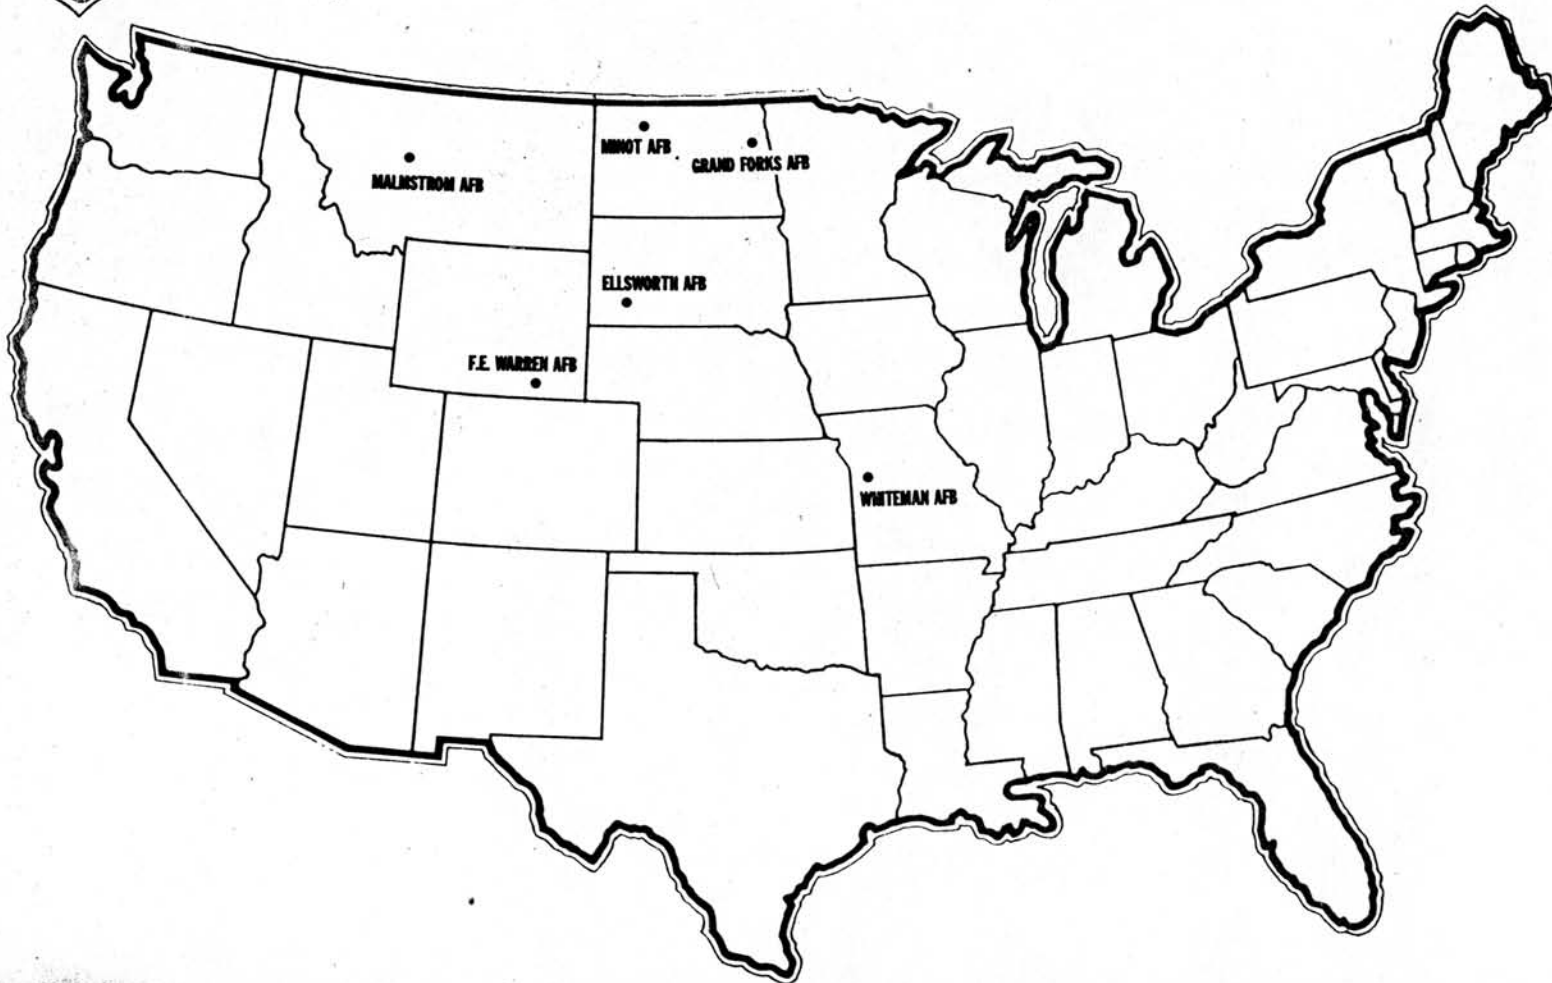 MINOT AFB
GRAND FORKS AFB
MALMSTROM AFB
ELLSWORTH AFB
F.E. WARREN AFB
WHITEMAN AFB